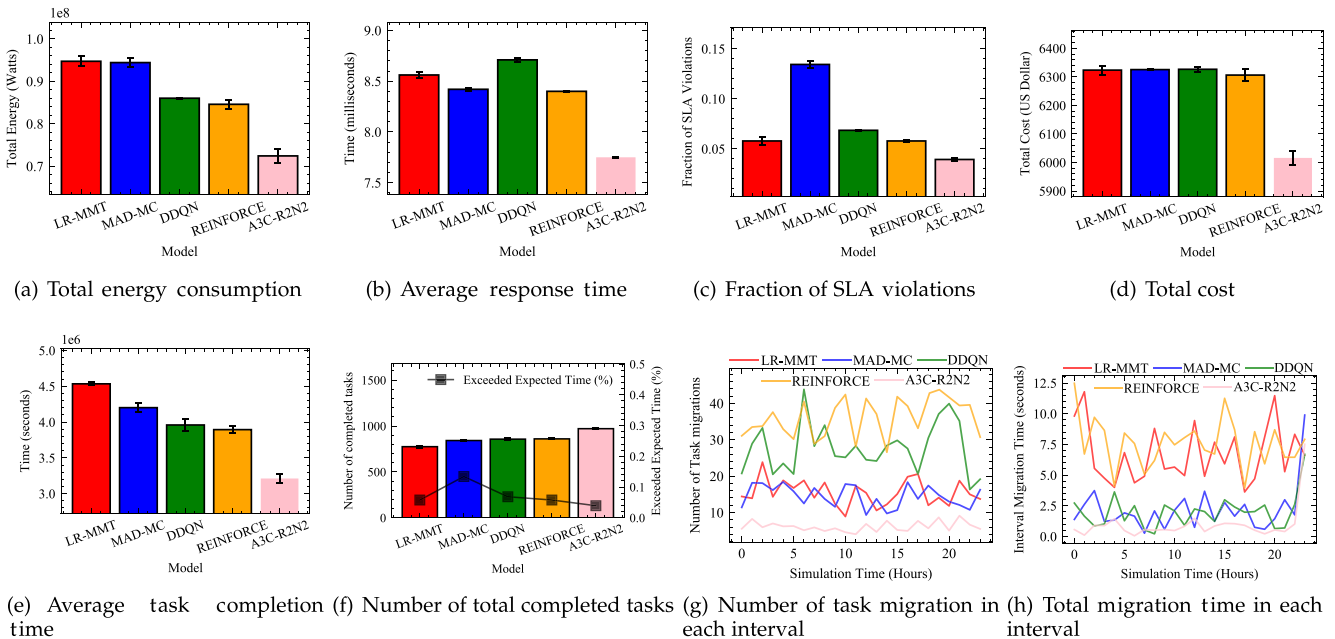 1e8
1.0
0.9
0.8
0.7
Total Energy (Watts)
LR-MMT
MAD-MC
DDQN
REINFORCE
A3C-R2N2
Model
(a) Total energy consumption
9.0
8.5
8.0
7.5
Time (milliseconds)
LR-MMT
MAD-MC
DDQN
REINFORCE
A3C-R2N2
Model
(b) Average response time
0.15
0.10
0.05
Fraction of SLA Violations
LR-MMT
MAD-MC
DDQN
REINFORCE
A3C-R2N2
Model
(c) Fraction of SLA violations
6400
6300
6200
6100
6000
5900
Total Cost (US Dollar)
LR-MMT
MAD-MC
DDQN
REINFORCE
A3C-R2N2
Model
(d) Total cost
1e6
5.0
4.5
4.0
3.5
3.0
Time (seconds)
LR-MMT
MAD-MC
DDQN
REINFORCE
A3C-R2N2
Model
(e) Average task completion
time
1500
1000
500
0
Number of completed tasks
Exceeded Expected Time (%)
0.5
0.4
0.3
0.2
0.1
0.0
Exceeded Expected Time (%)
LR-MMT
MAD-MC
DDQN
REINFORCE
A3C-R2N2
Model
(f) Number of total completed tasks
LR-MMT MAD-MC DDQN
REINFORCE A3C-R2N2
40
30
20
10
Number of Task migrations
0 5 10 15 20
Simulation Time (Hours)
(g) Number of task migration in
each interval
LR-MMT MAD-MC DDQN
REINFORCE A3C-R2N2
12.5
10.0
7.5
5.0
2.5
0.0
Interval Migration Time (seconds)
0 5 10 15 20
Simulation Time (Hours)
(h) Total migration time in each
interval